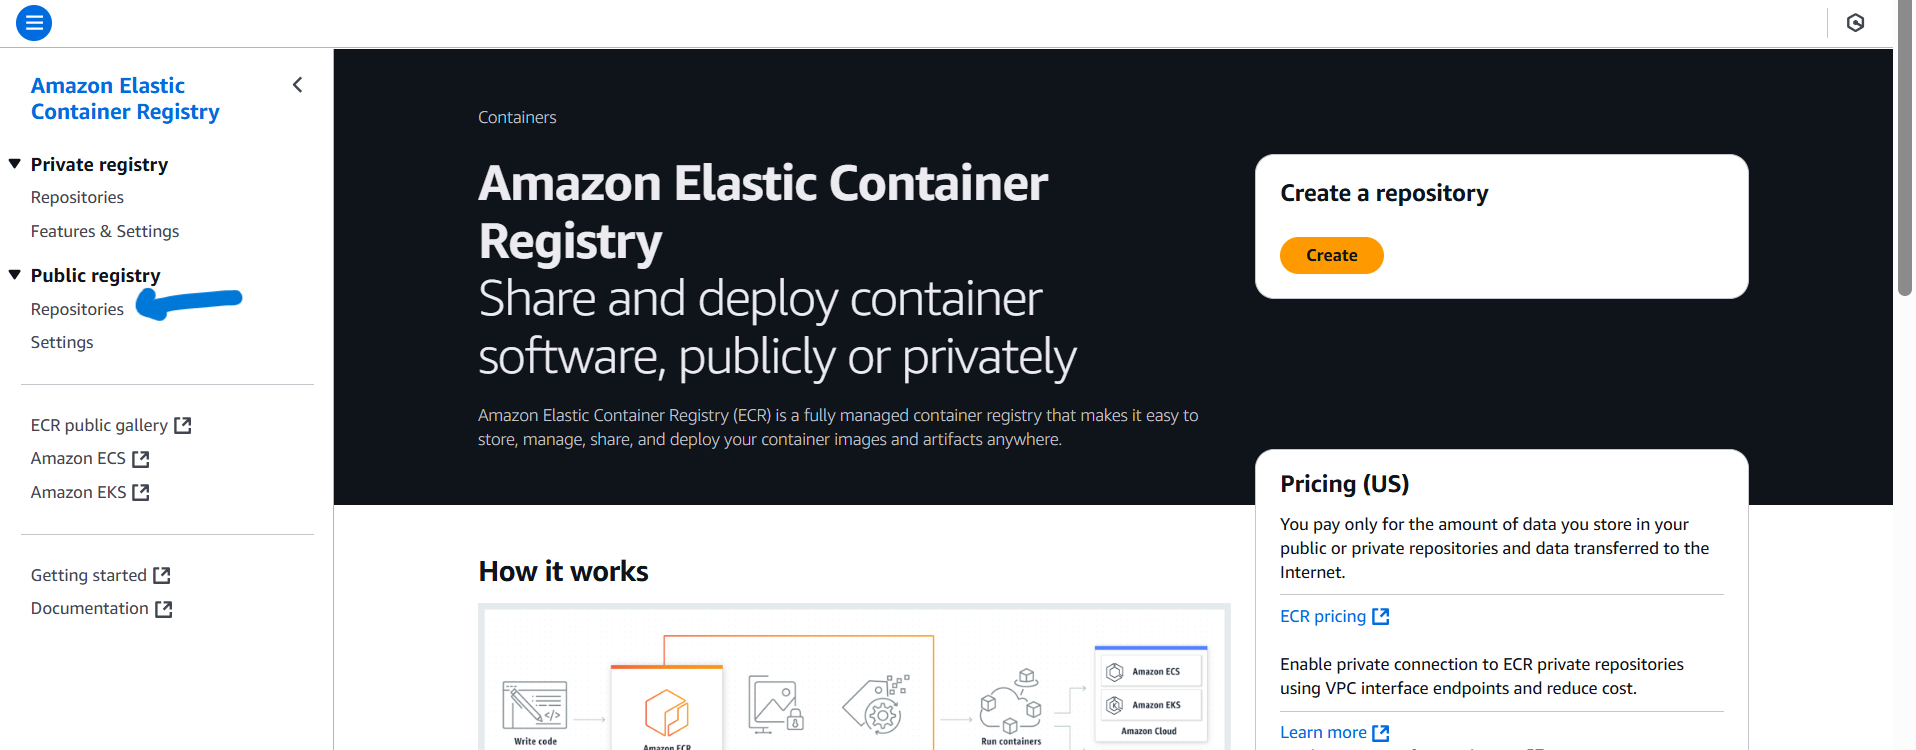 Amazon Elastic
Container Registry
Private registry
Repositories
Features & Settings
Public registry
Repositories
Settings
ECR public gallery
Amazon ECS
Amazon EKS
Getting started
Documentation
Containers
Amazon Elastic Container
Registry
Share and deploy container
software, publicly or privately
Amazon Elastic Container Registry (ECR) is a fully managed container registry that makes it easy to
store, manage, share, and deploy your container images and artifacts anywhere.
Create a repository
Create
Pricing (US)
You pay only for the amount of data you store in your
public or private repositories and data transferred to the
Internet.
ECR pricing
Enable private connection to ECR private repositories
using VPC interface endpoints and reduce cost.
Learn more
How it works
Write code
Amazon ECR
Run containers
Amazon ECS
Amazon EKS
Amazon Cloud